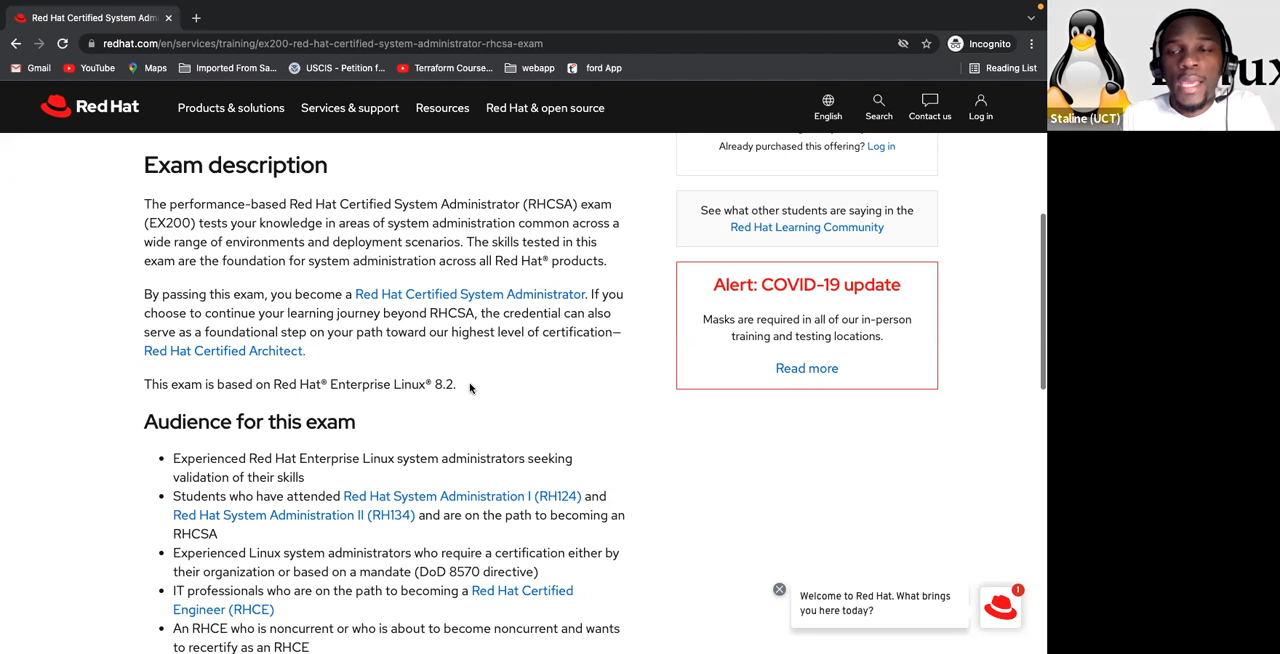 Red Hat Certified System Adm
redhat.com/en/services/training/ex200-red-hat-certified-system-administrator-rhcsa-exam
Incognito
Gmail
YouTube
Maps
Imported From Sa...
USCIS - Petition f...
Terraform Course...
webapp
ford App
Reading List
Red Hat
Products & solutions
Services & support
Resources
Red Hat & open source
English
Search
Contact us
Log in
Staline (UCT)
Already purchased this offering? Log in
Exam description
The performance-based Red Hat Certified System Administrator (RHCSA) exam
(EX200) tests your knowledge in areas of system administration common across a
wide range of environments and deployment scenarios. The skills tested in this
exam are the foundation for system administration across all Red Hat® products.
By passing this exam, you become a Red Hat Certified System Administrator. If you
choose to continue your learning journey beyond RHCSA, the credential can also
serve as a foundational step on your path toward our highest level of certification—
Red Hat Certified Architect.
This exam is based on Red Hat® Enterprise Linux® 8.2.
See what other students are saying in the
Red Hat Learning Community
Alert: COVID-19 update
Masks are required in all of our in-person
training and testing locations.
Read more
Audience for this exam
• Experienced Red Hat Enterprise Linux system administrators seeking
validation of their skills
• Students who have attended Red Hat System Administration I (RH124) and
Red Hat System Administration II (RH134) and are on the path to becoming an
RHCSA
• Experienced Linux system administrators who require a certification either by
their organization or based on a mandate (DoD 8570 directive)
• IT professionals who are on the path to becoming a Red Hat Certified
Engineer (RHCE)
• An RHCE who is noncurrent or who is about to become noncurrent and wants
to recertify as an RHCE
Welcome to Red Hat. What brings
you here today?
1